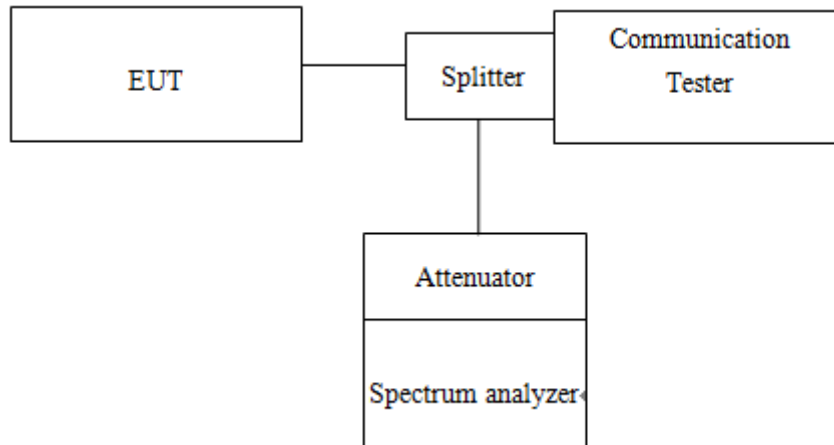 EUT
Splitter
Communication
Tester
Attenuator
Spectrum analyzer